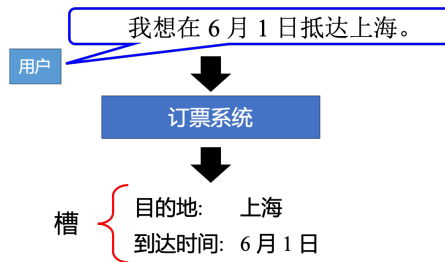 我想在 6 月 1 日抵达上海。
用户
订票系统
槽
目的地: 上海
到达时间: 6 月 1 日